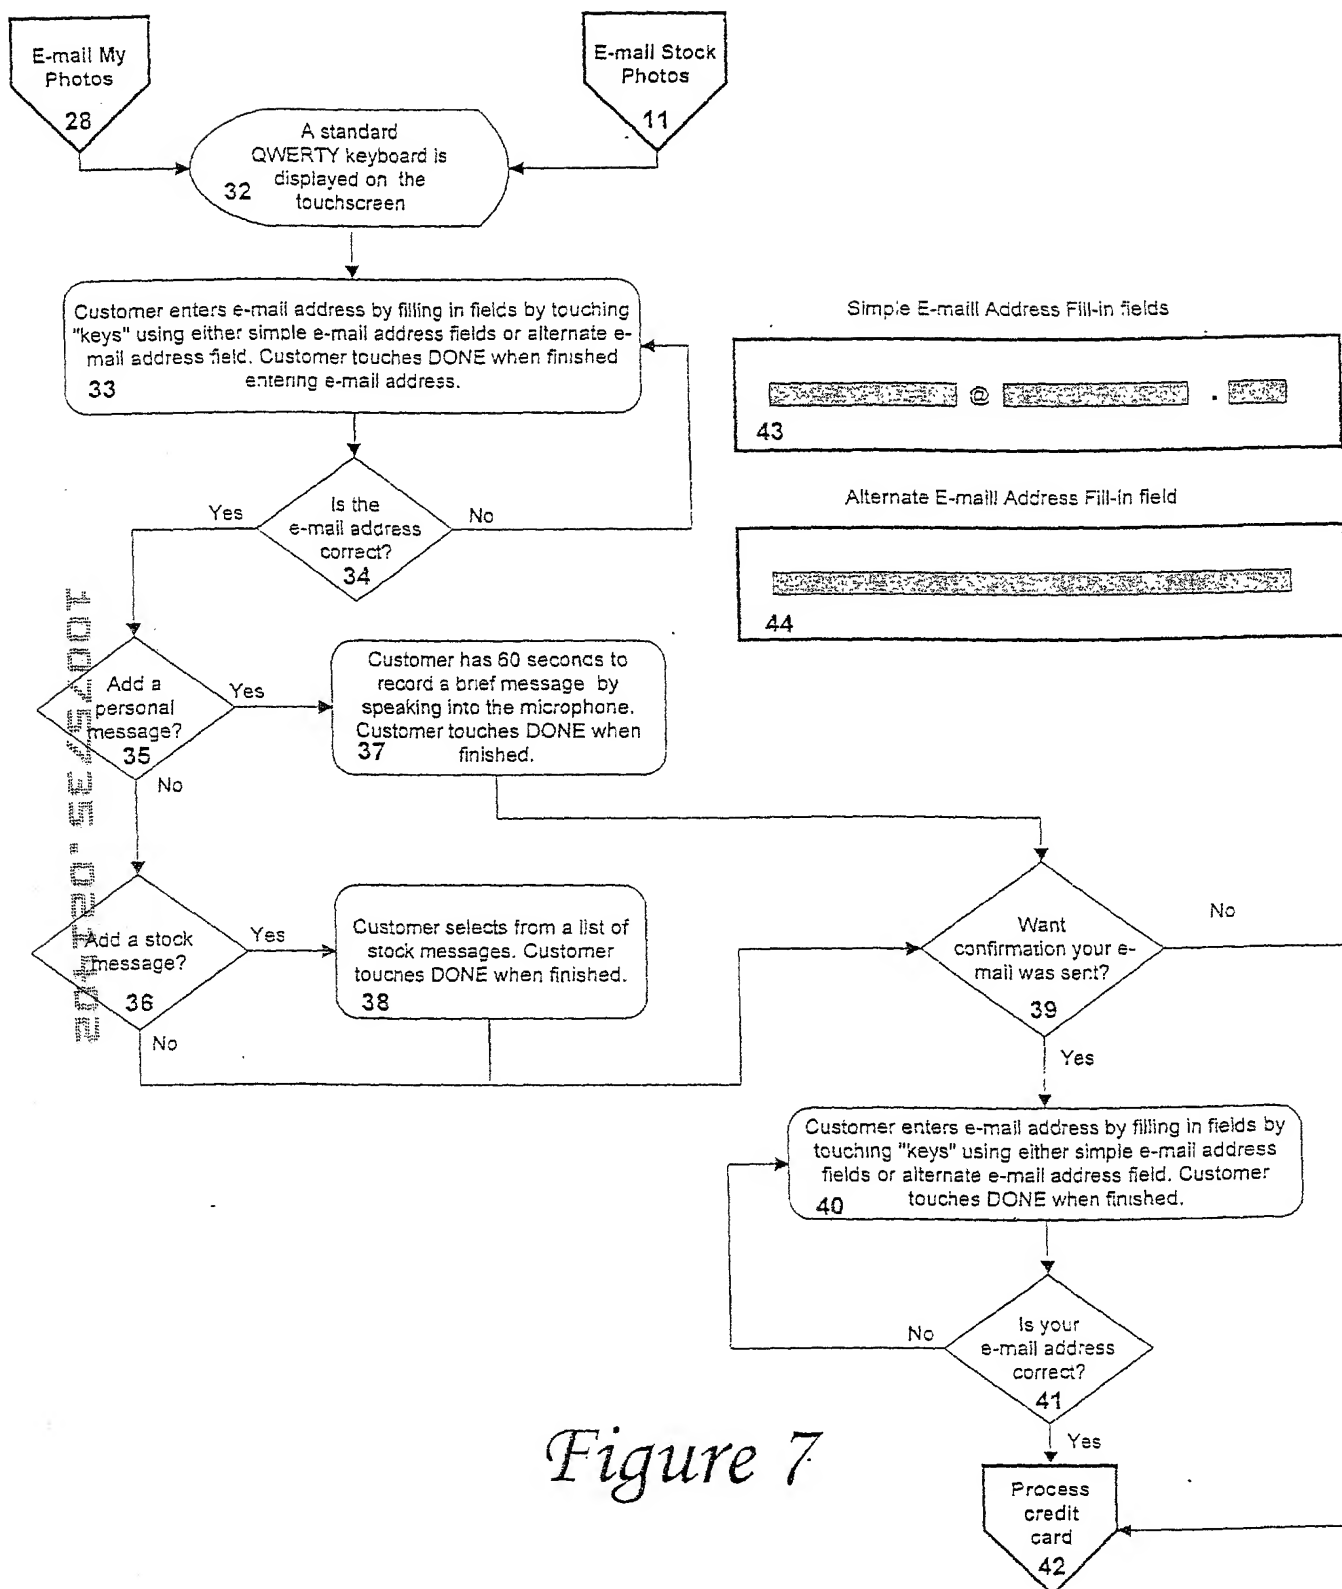 E-mail My
Photos
28
E-mail Stock
Photos
11
A standard
QWERTY keyboard is
displayed on the
touchscreen
32
Customer enters e-mail address by filling in fields by touching
"keys" using either simple e-mail address fields or alternate e-
mail address field. Customer touches DONE when finished
entering e-mail address.
33
Simple E-maill Address Fill-in fields
@ .
43
Is the
e-mail address
correct?
34
Yes
No
Alternate E-maill Address Fill-in field
44
Add a
personal
message?
35
Yes
No
Customer has 60 seconds to
record a brief message by
speaking into the microphone.
Customer touches DONE when
finished.
37
Add a stock
message?
36
Yes
No
Customer selects from a list of
stock messages. Customer
touches DONE when finished.
38
Want
confirmation your e-
mail was sent?
39
No
Yes
Customer enters e-mail address by filling in fields by
touching "keys" using either simple e-mail address
fields or alternate e-mail address field. Customer
touches DONE when finished.
40
Is your
e-mail address
correct?
41
No
Yes
Process
credit
card
42
Figure 7
10075735.021402